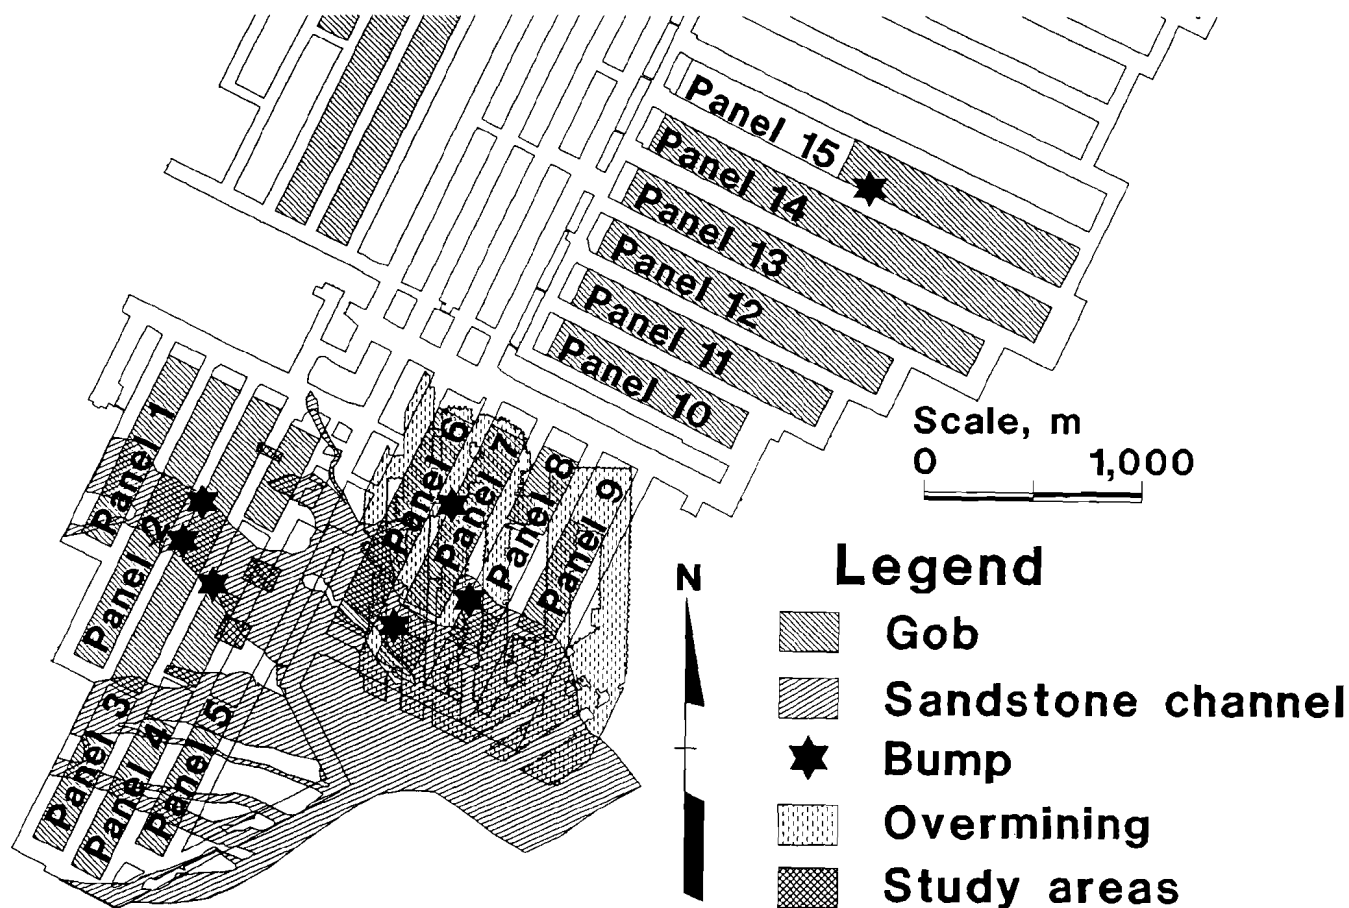 Panel 15
Panel 14
Panel 13
Panel 12
Panel 11
Panel 10
Panel 1
Panel 2
Panel 3
Panel 4
Panel 5
Panel 6
Panel 7
Panel 8
Panel 9
Scale, m
0 1,000
N
Legend
Gob
Sandstone channel
Bump
Overmining
Study areas